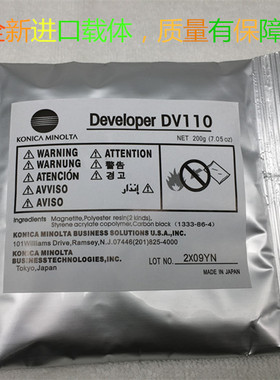 全新进口载体，质量有保障
KONICA MINOLTA
Developer DV110
NET 200g (7.05 oz)
WARNING ATTENTION
WARNUNG 警告
ATENCIÓN 경고
AVVISO إنذار
AVISO
Ingredients: Magnetite,Polyester resin(2 kinds),
Styrene acrylate copolymer,Carbon black (1333-86-4)
KONICA MINOLTA BUSINESS SOLUTIONS U.S.A.,INC.
101Williams Drive,Ramsey,N.J.07446(201)825-4000
KONICA MINOLTA
BUSINESS TECHNOLOGIES,INC.
Tokyo,Japan
LOT NO. 2X09YN
MADE IN JAPAN